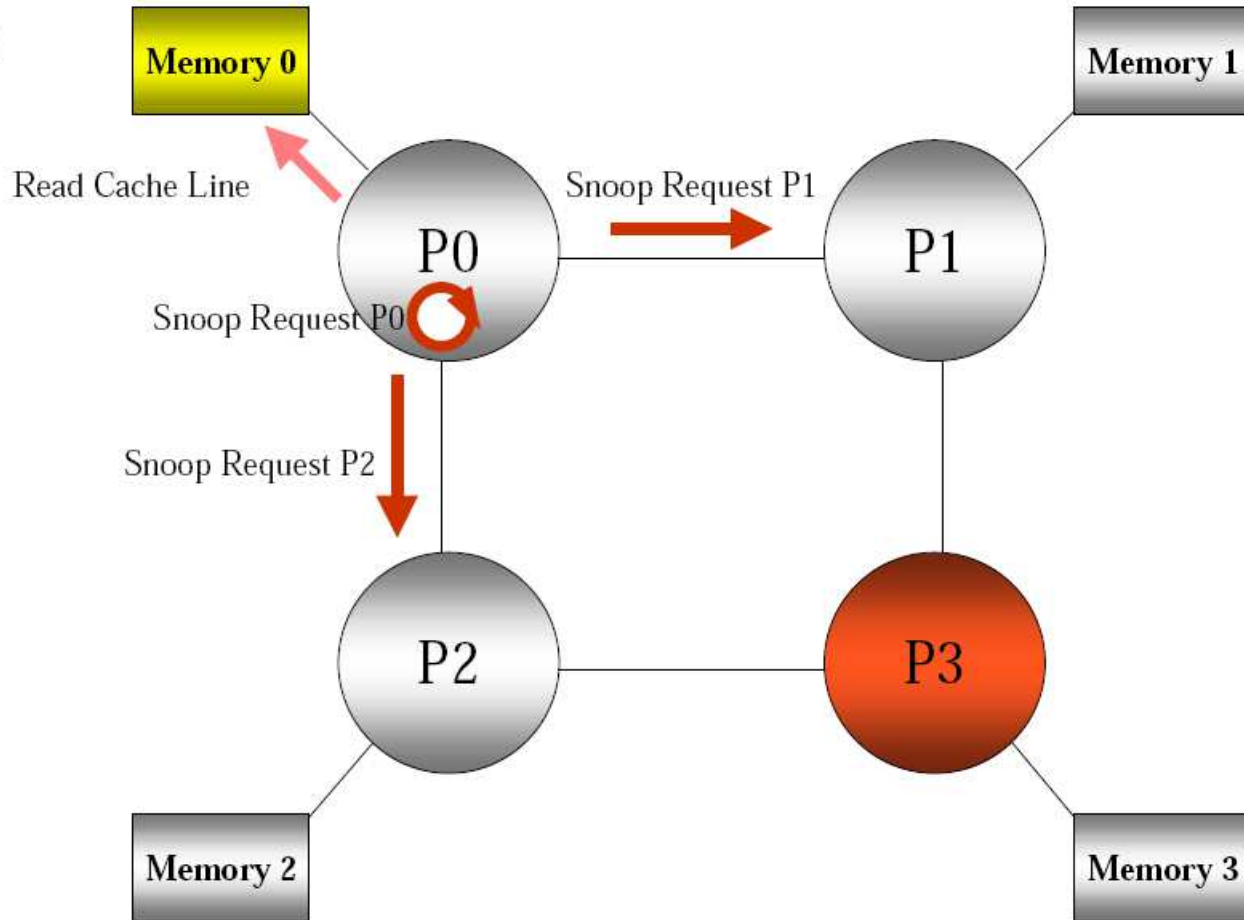 Memory 0
Memory 1
Read Cache Line
Snoop Request P1
P0
P1
Snoop Request P0
Snoop Request P2
P2
P3
Memory 2
Memory 3